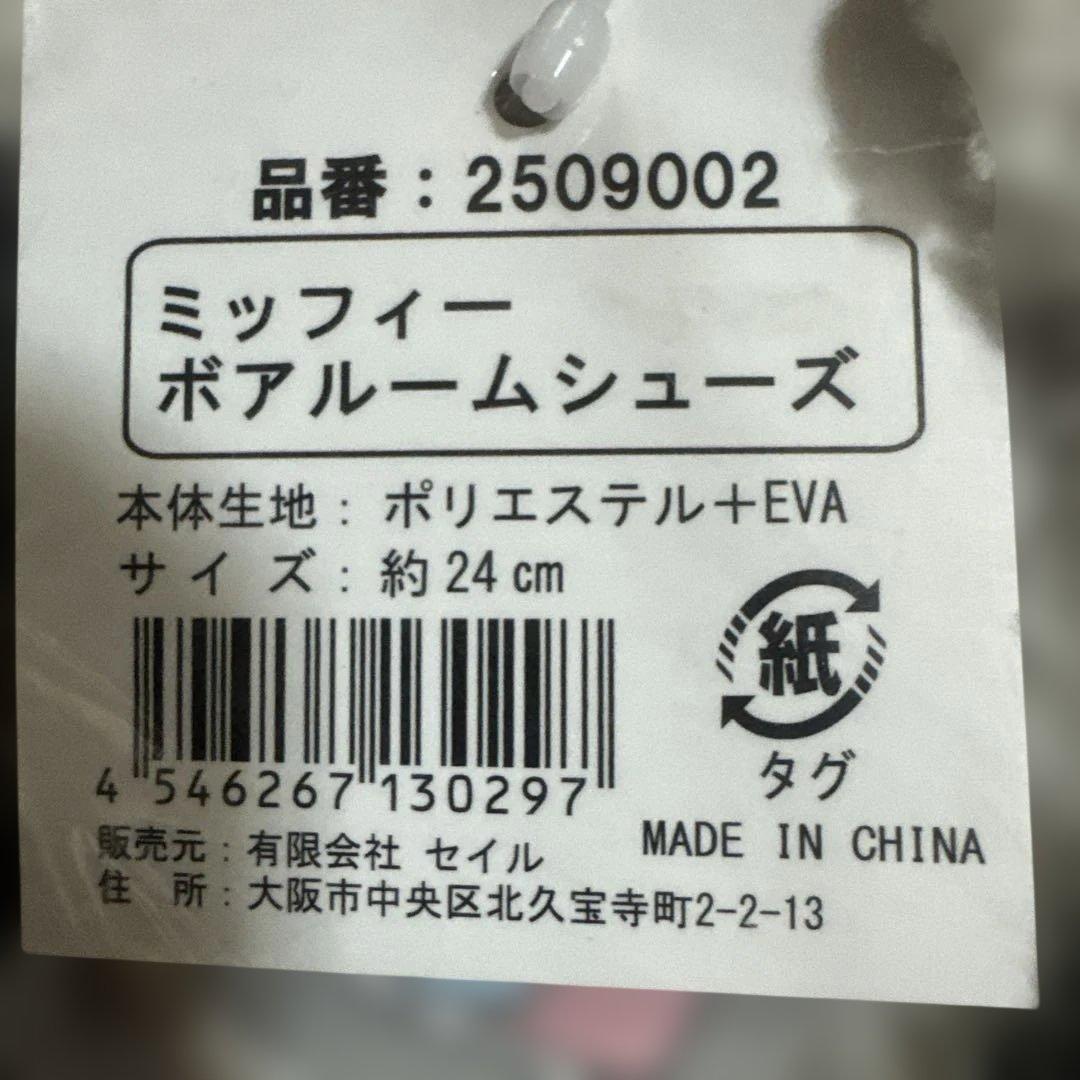 品番：2509002
ミッフィー
ボアルームシューズ
本体生地：ポリエステル＋EVA
サイズ：約24cm
4 546267 130297
紙
タグ
販売元：有限会社 セイル
MADE IN CHINA
住 所：大阪市中央区北久宝寺町2-2-13